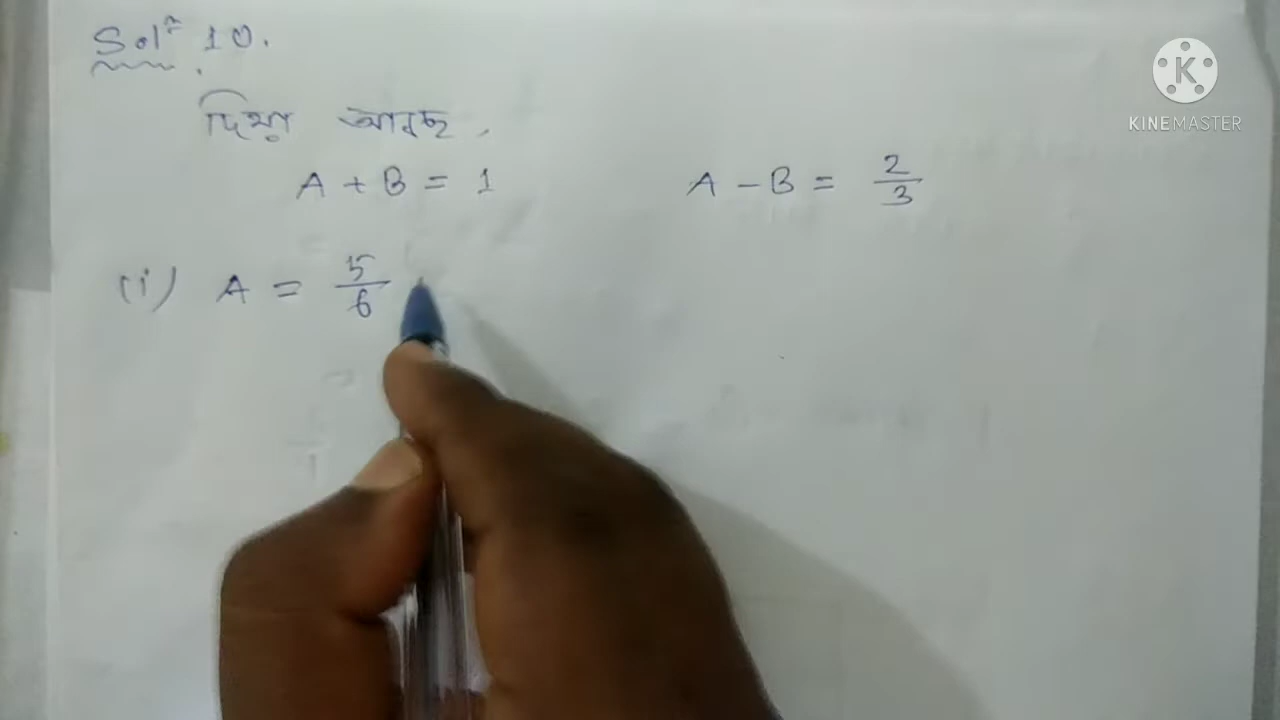 Solⁿ 10.
দিয়া আছে,
A + B = 1 A - B = 2/3
(i) A = 5/6
KINEMASTER